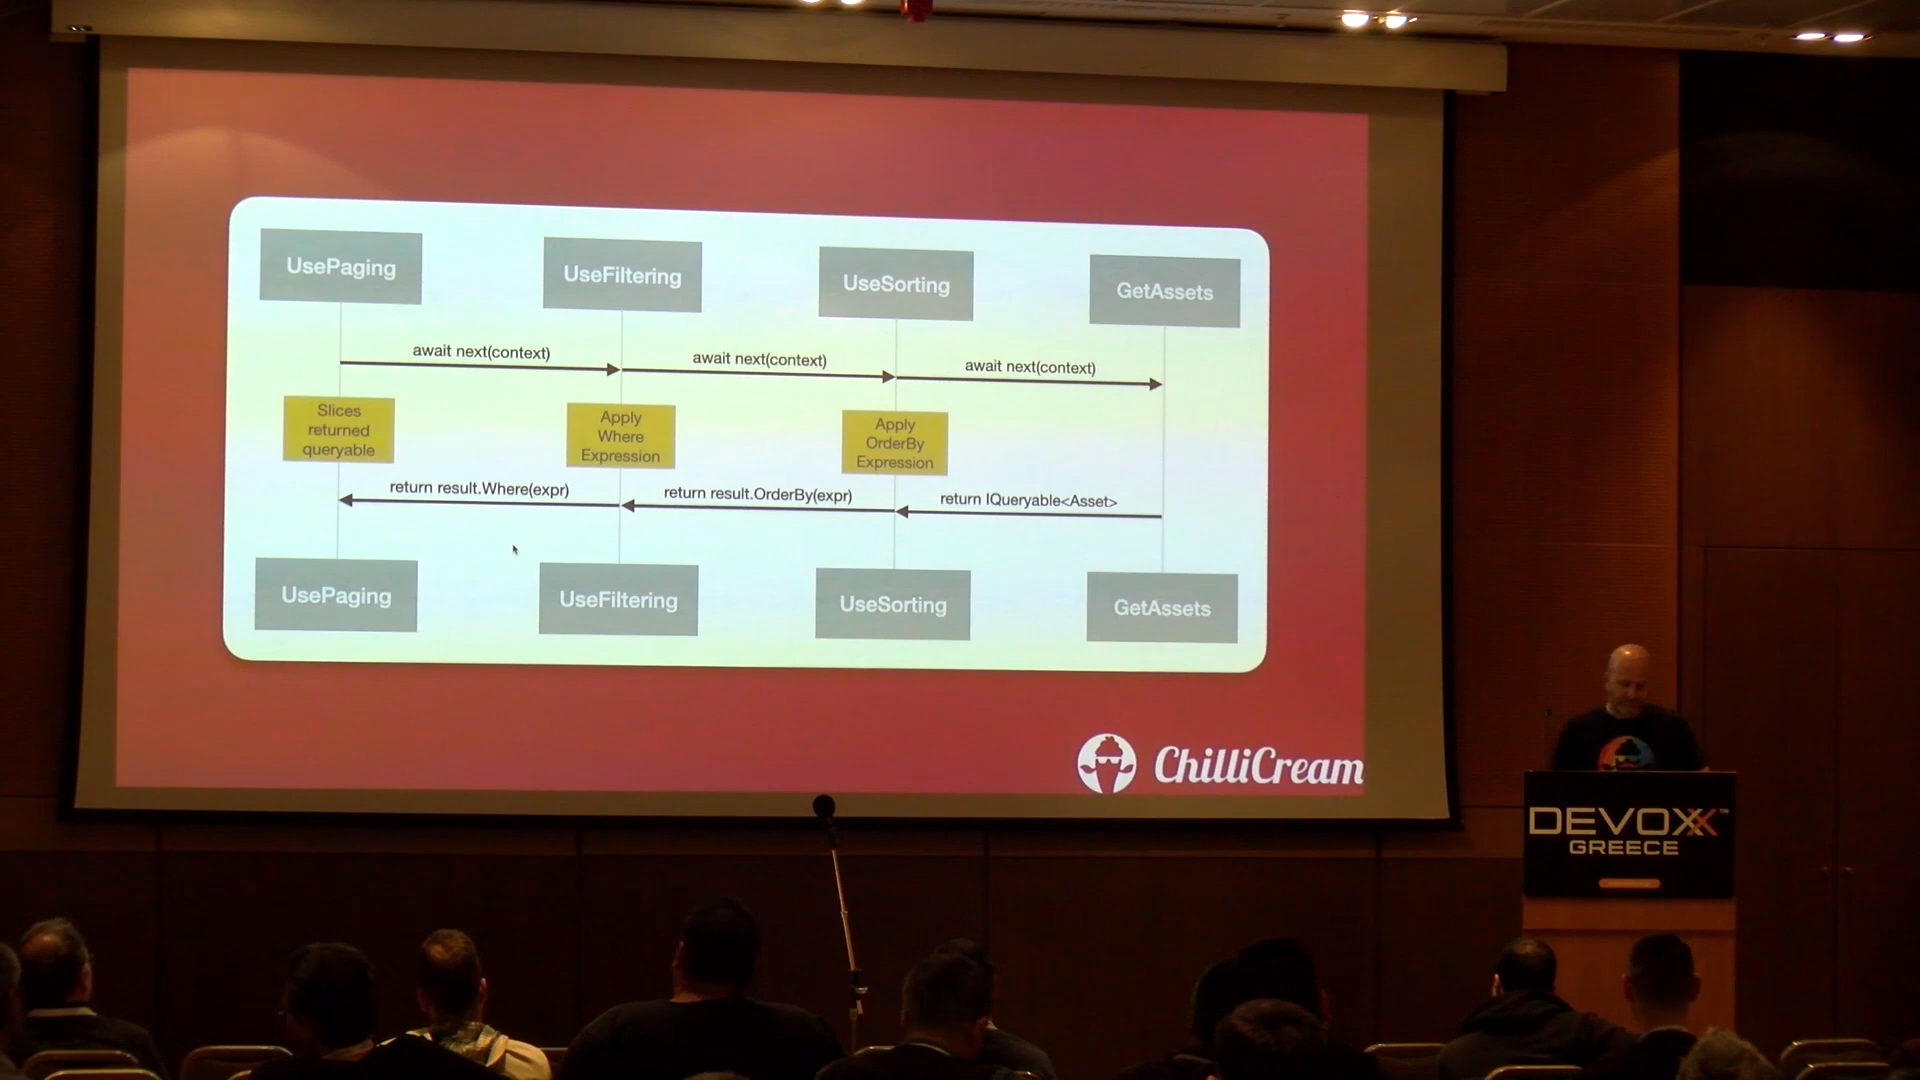 UsePaging
UseFiltering
UseSorting
GetAssets
await next(context)
await next(context)
await next(context)
Slices
returned
queryable
Apply
Where
Expression
Apply
OrderBy
Expression
return result.Where(expr)
return result.OrderBy(expr)
return IQueryable<Asset>
UsePaging
UseFiltering
UseSorting
GetAssets
ChilliCream
DEVOXX™
GREECE